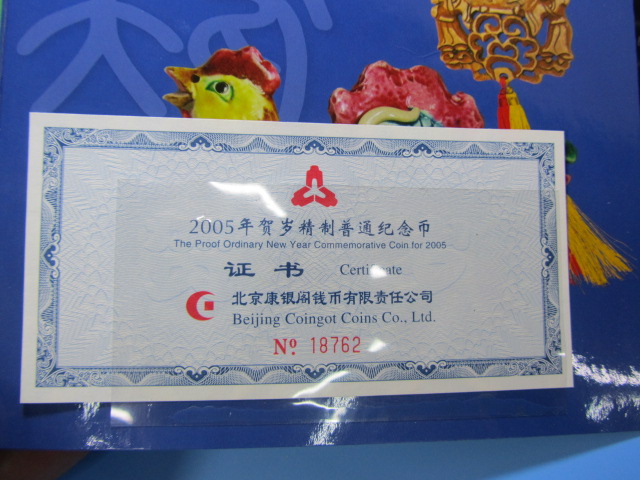 2005年贺岁精制普通纪念币
The Proof Ordinary New Year Commemorative Coin for 2005
证书 Certificate
北京康银阁钱币有限责任公司
Beijing Coingot Coins Co., Ltd.
Nº 18762